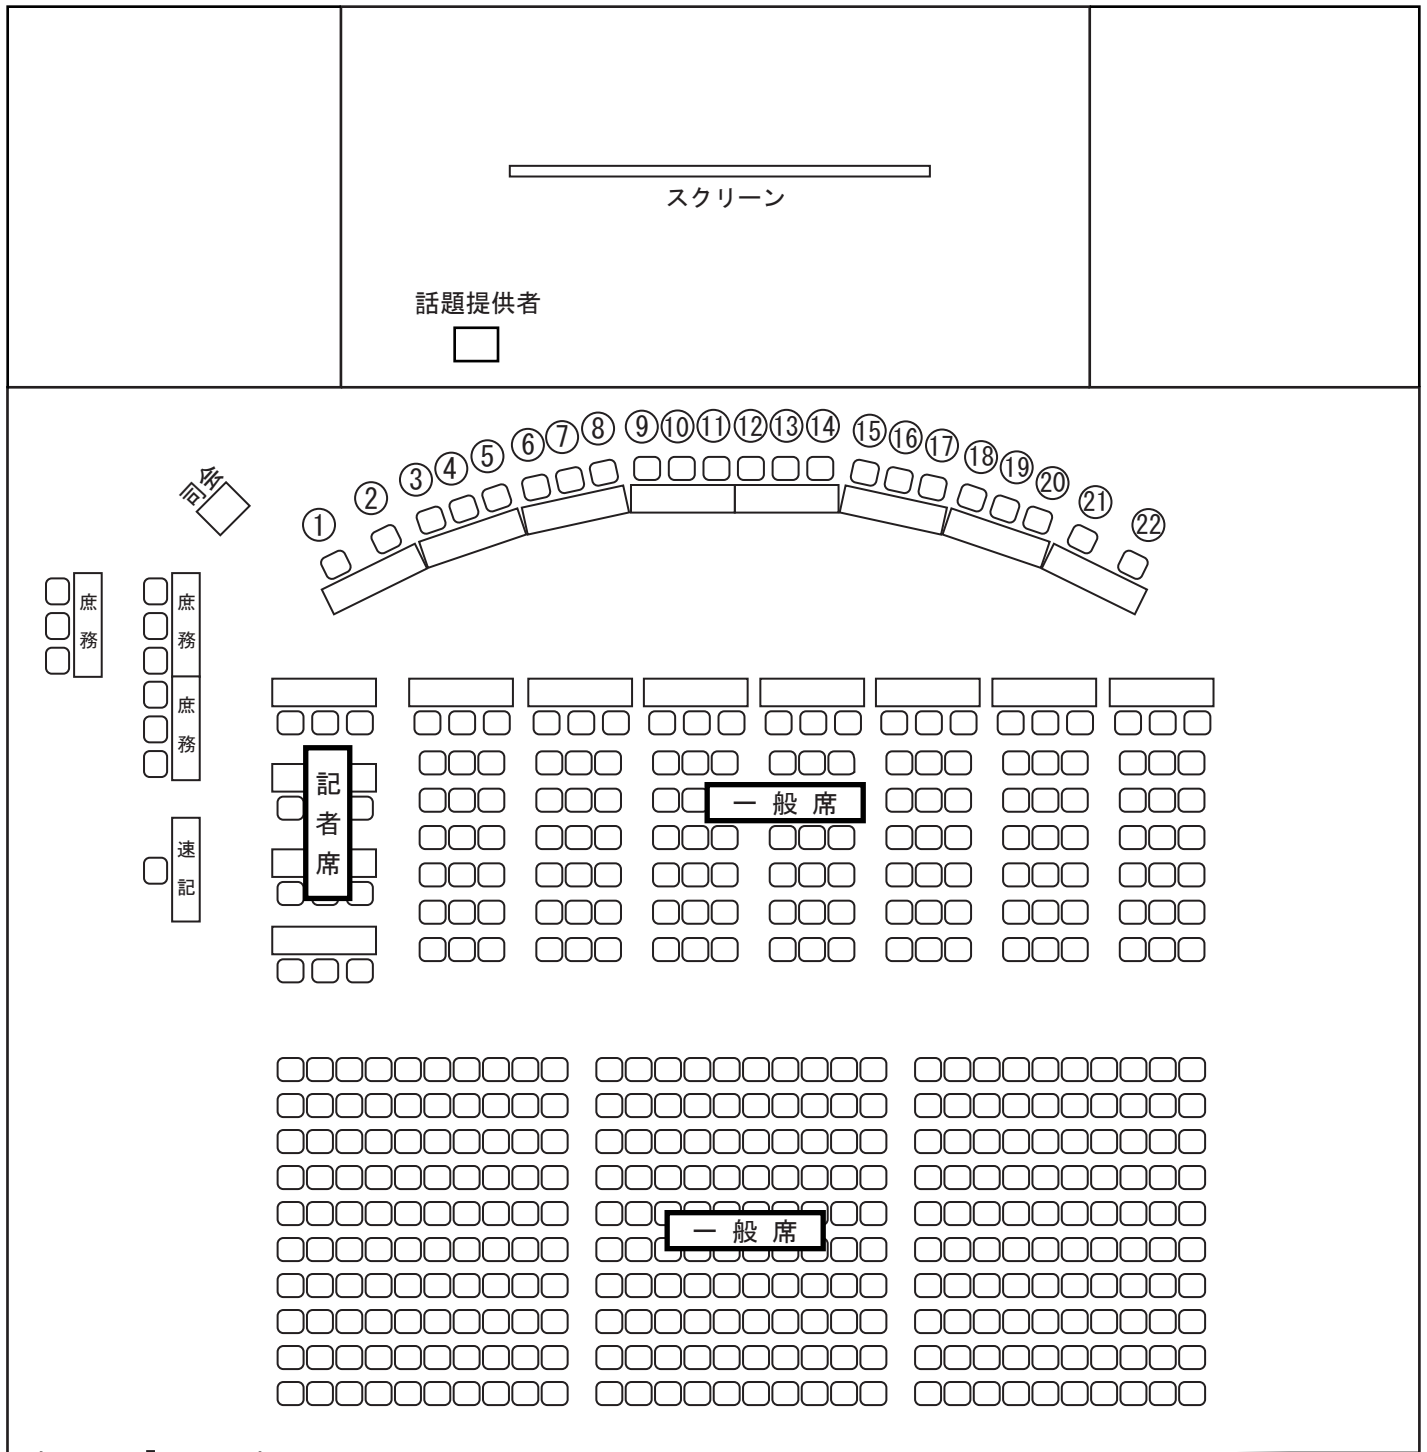 スクリーン
話題提供者
司会
①
②
③
④
⑤
⑥
⑦
⑧
⑨
⑩
⑪
⑫
⑬
⑭
⑮
⑯
⑰
⑱
⑲
⑳
㉑
㉒
庶務
庶務
庶務
速記
記者席
一般席
一般席